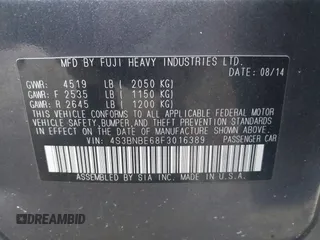 MFD BY FUJI HEAVY INDUSTRIES LTD.
DATE: 08/14
GVWR: 4519 LB ( 2050 KG)
GAWR: F 2535 LB ( 1150 KG)
GAWR: R 2645 LB ( 1200 KG)
THIS VEHICLE CONFORMS TO ALL APPLICABLE FEDERAL MOTOR
VEHICLE SAFETY, BUMPER, AND THEFT PREVENTION STANDARDS
IN EFFECT ON THE DATE OF MANUFACTURE SHOWN ABOVE.
VIN: 4S3BNBE68F3016389 PASSENGER CAR
ASSEMBLED BY SIA INC. MADE IN U.S.A.
DREAMBID